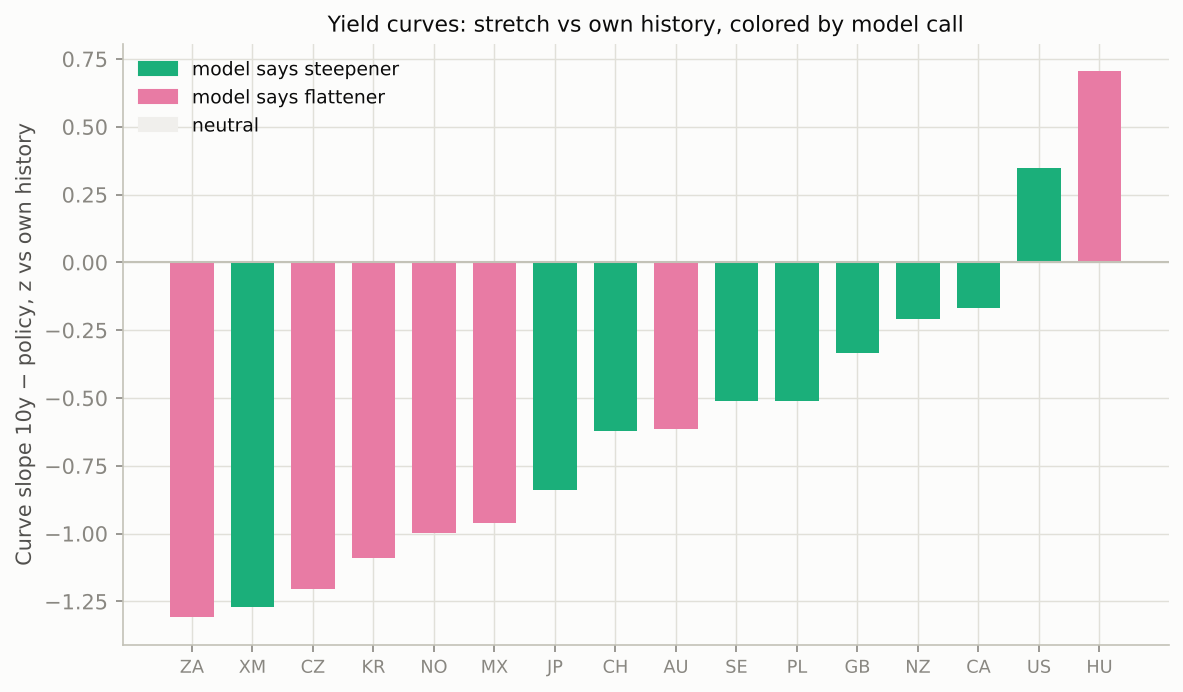 Yield curves: stretch vs own history, colored by model call
model says steepener
model says flattener
neutral
Curve slope 10y − policy, z vs own history
0.75
0.50
0.25
0.00
−0.25
−0.50
−0.75
−1.00
−1.25
ZA XM CZ KR NO MX JP CH AU SE PL GB NZ CA US HU